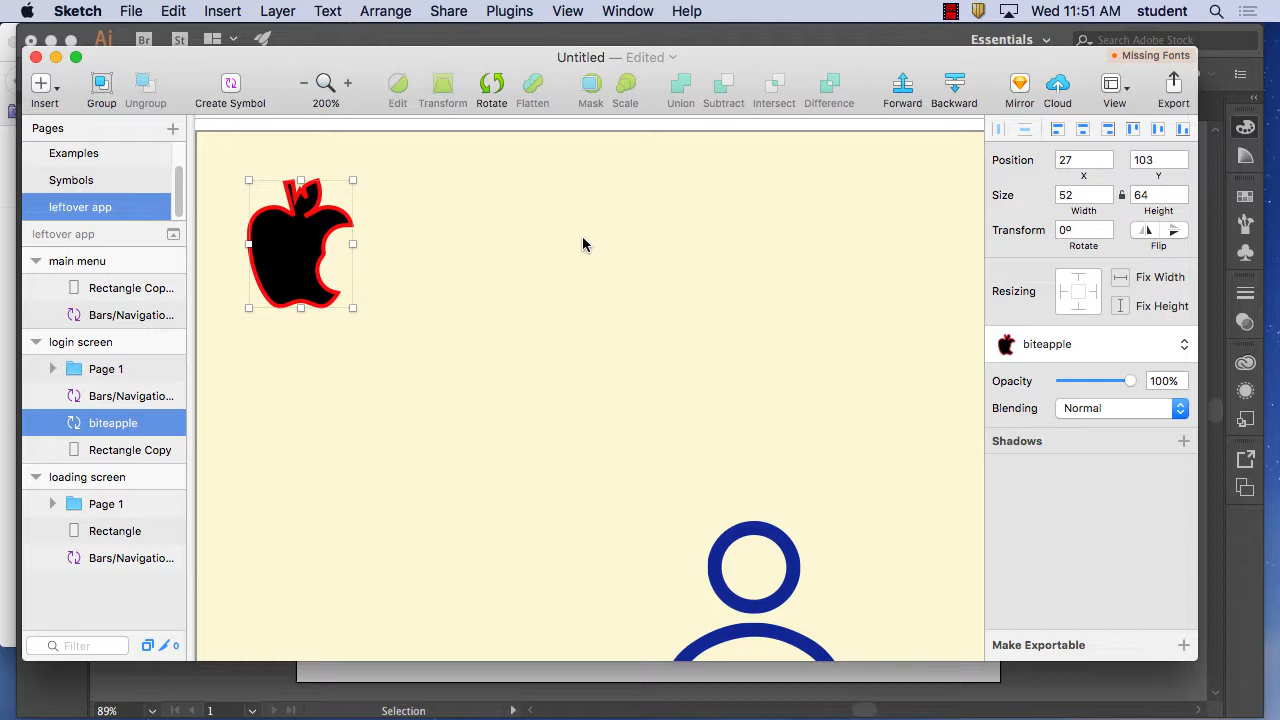 Sketch File Edit Insert Layer Text Arrange Share Plugins View Window Help Wed 11:51 AM student
Ai Br St Essentials Search Adobe Stock
Untitled — Edited Missing Fonts
Insert Group Ungroup Create Symbol 200% Edit Transform Rotate Flatten Mask Scale Union Subtract Intersect Difference Forward Backward Mirror Cloud View Export
Pages
Examples
Symbols
leftover app
leftover app
main menu
Rectangle Cop...
Bars/Navigatio...
login screen
Page 1
Bars/Navigatio...
biteapple
Rectangle Copy
loading screen
Page 1
Rectangle
Bars/Navigatio...
Filter 0
Position 27 103
X Y
Size 52 64
Width Height
Transform 0º
Rotate Flip
Resizing Fix Width
Fix Height
biteapple
Opacity 100%
Blending Normal
Shadows
Make Exportable
89% 1 Selection